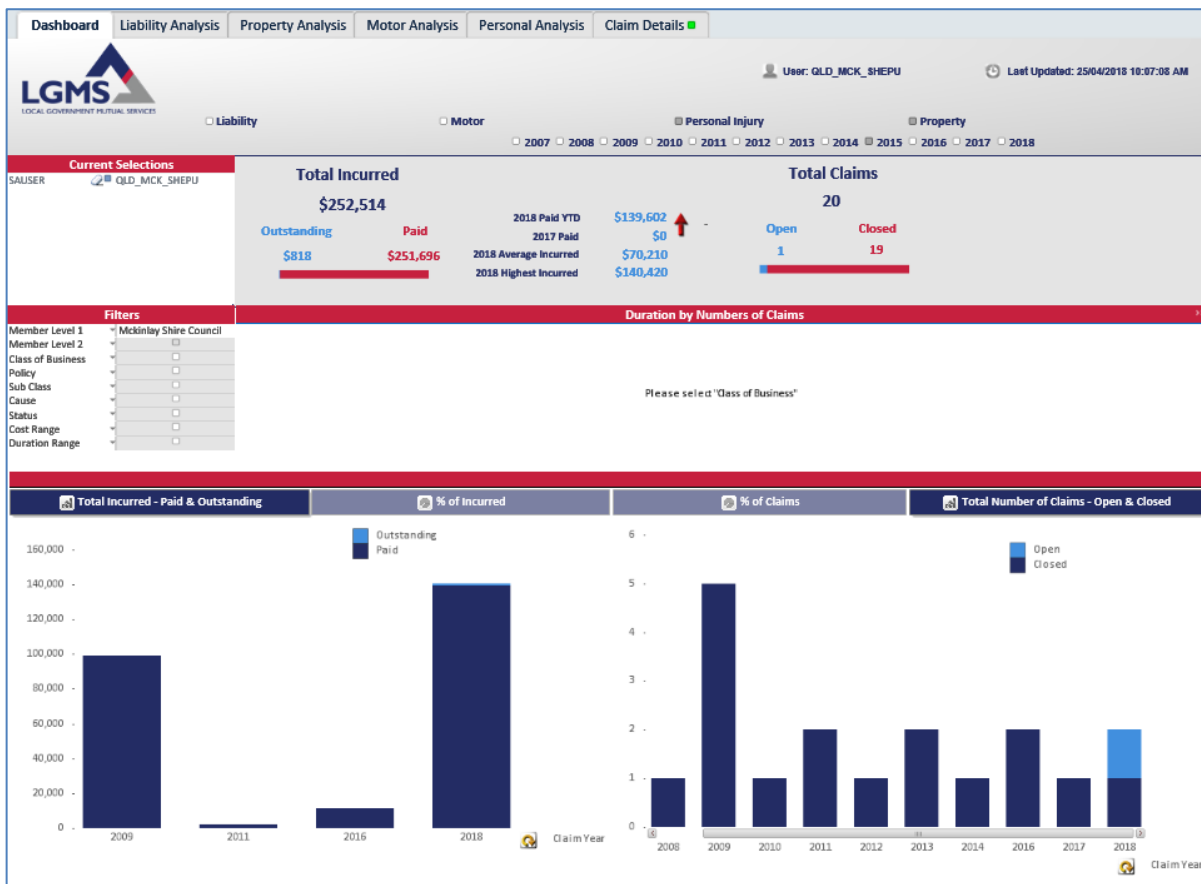 Dashboard Liability Analysis Property Analysis Motor Analysis Personal Analysis Claim Details
LGMS
LOCAL GOVERNMENT MUTUAL SERVICES
User: QLD_MCK_SHEPU Last Updated: 25/04/2018 10:07:08 AM
Liability Motor Personal Injury Property
2007 2008 2009 2010 2011 2012 2013 2014 2015 2016 2017 2018
Current Selections
SAUSER QLD_MCK_SHEPU
Total Incurred
$252,514
Outstanding Paid
$818 $251,696
2018 Paid YTD $139,602 -
2017 Paid $0
2018 Average Incurred $70,210
2018 Highest Incurred $140,420
Total Claims
20
Open Closed
1 19
Filters
Member Level 1 Mckinlay Shire Council
Member Level 2
Class of Business
Policy
Sub Class
Cause
Status
Cost Range
Duration Range
Duration by Numbers of Claims
Please select "Class of Business"
Total Incurred - Paid & Outstanding % of Incurred % of Claims Total Number of Claims - Open & Closed
Outstanding
Paid
160,000
140,000
120,000
100,000
80,000
60,000
40,000
20,000
0
2009 2011 2016 2018 Claim Year
Open
Closed
6
5
4
3
2
1
0
2008 2009 2010 2011 2012 2013 2014 2016 2017 2018
Claim Year